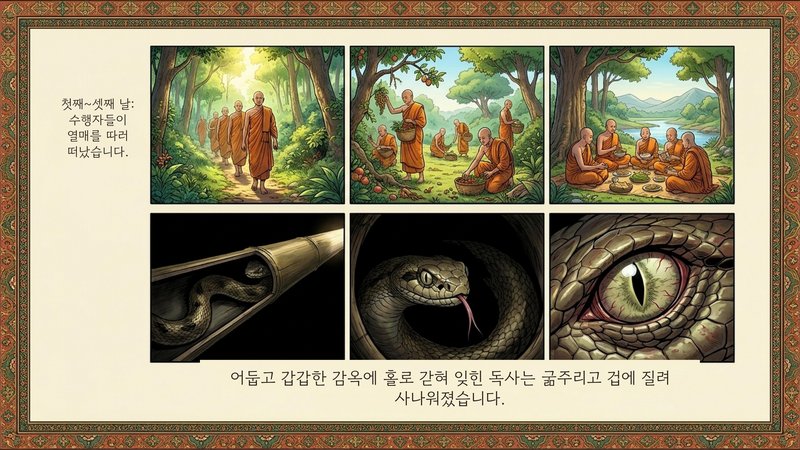 첫째~셋째 날:
수행자들이
열매를 따러
떠났습니다.
어둡고 갑갑한 감옥에 홀로 갇혀 잊힌 독사는 굶주리고 겁에 질려
사나워졌습니다.